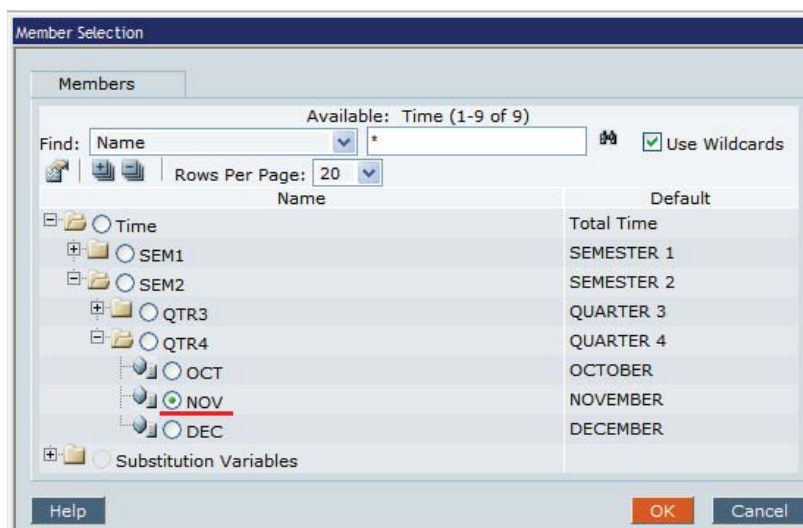 Member Selection
Members
Available: Time (1-9 of 9)
Find: Name * Use Wildcards
Rows Per Page: 20
Name Default
Time Total Time
SEM1 SEMESTER 1
SEM2 SEMESTER 2
QTR3 QUARTER 3
QTR4 QUARTER 4
OCT OCTOBER
NOV NOVEMBER
DEC DECEMBER
Substitution Variables
Help OK Cancel